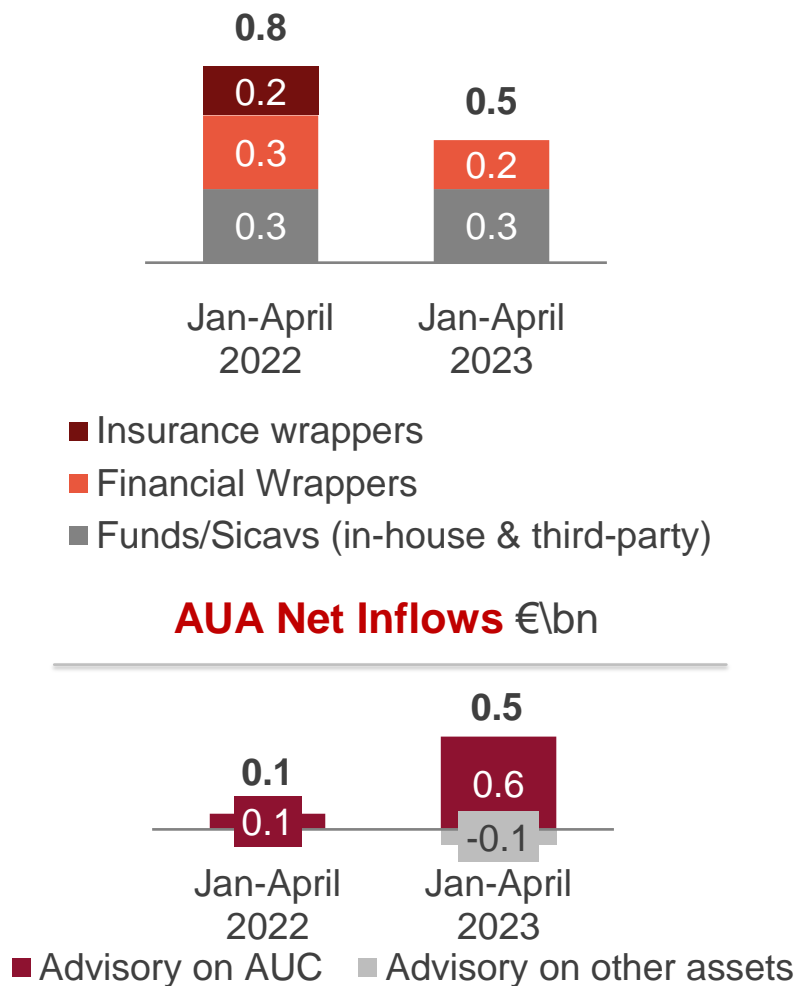 0.8
0.2
0.5
0.3
0.2
0.3
0.3
Jan-April
2022
Jan-April
2023
Insurance wrappers
Financial Wrappers
Funds/Sicavs (in-house & third-party)
AUA Net Inflows €\bn
0.5
0.1
0.6
0.1
-0.1
Jan-April
2022
Jan-April
2023
Advisory on AUC
Advisory on other assets